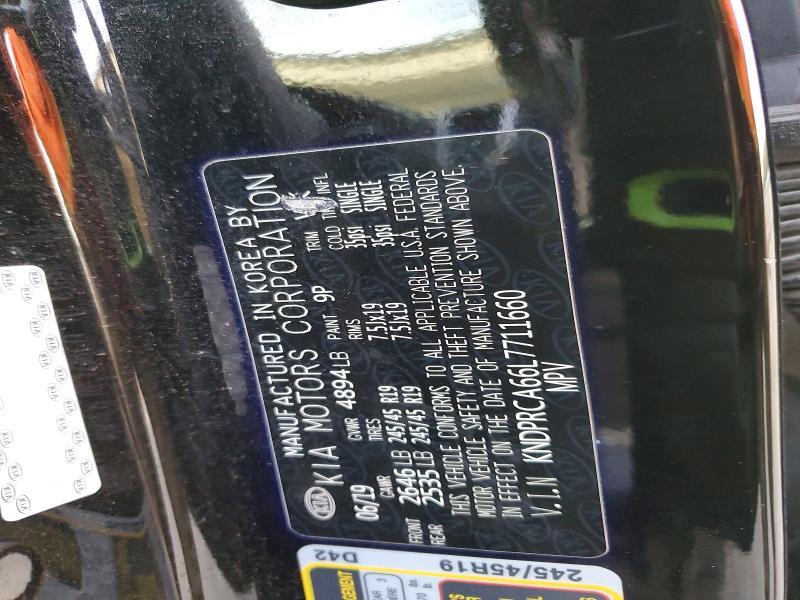 MANUFACTURED IN KOREA BY
KIA KIA MOTORS CORPORATION
06/19 GVWR 4894LB PAINT 9P TRIM
GAWR TIRES RIMS COLD INFL
FRONT 2646LB 245/45 R19 7.5Jx19 35psi SINGLE
REAR 2535LB 245/45 R19 7.5Jx19 35psi SINGLE
THIS VEHICLE CONFORMS TO ALL APPLICABLE U.S.A. FEDERAL
MOTOR VEHICLE SAFETY AND THEFT PREVENTION STANDARDS
IN EFFECT ON THE DATE OF MANUFACTURE SHOWN ABOVE.
V.I.N KNDPRCA66L7711660
MPV
D42
245/45R19